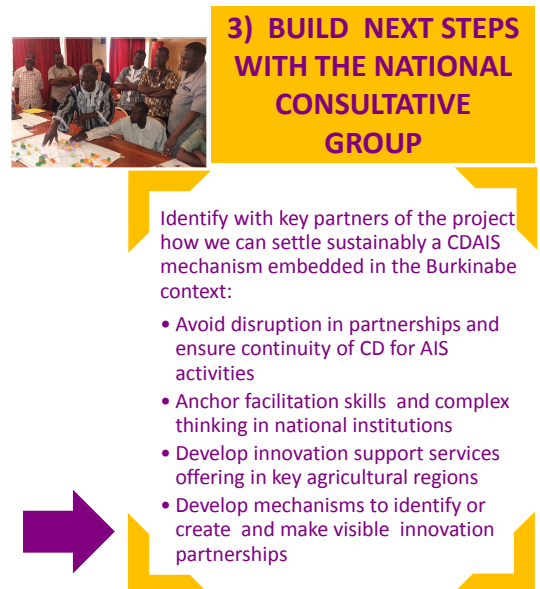 3) BUILD NEXT STEPS
WITH THE NATIONAL
CONSULTATIVE
GROUP
Identify with key partners of the project
how we can settle sustainably a CDAIS
mechanism embedded in the Burkinabe
context:
• Avoid disruption in partnerships and
ensure continuity of CD for AIS
activities
• Anchor facilitation skills and complex
thinking in national institutions
• Develop innovation support services
offering in key agricultural regions
• Develop mechanisms to identify or
create and make visible innovation
partnerships